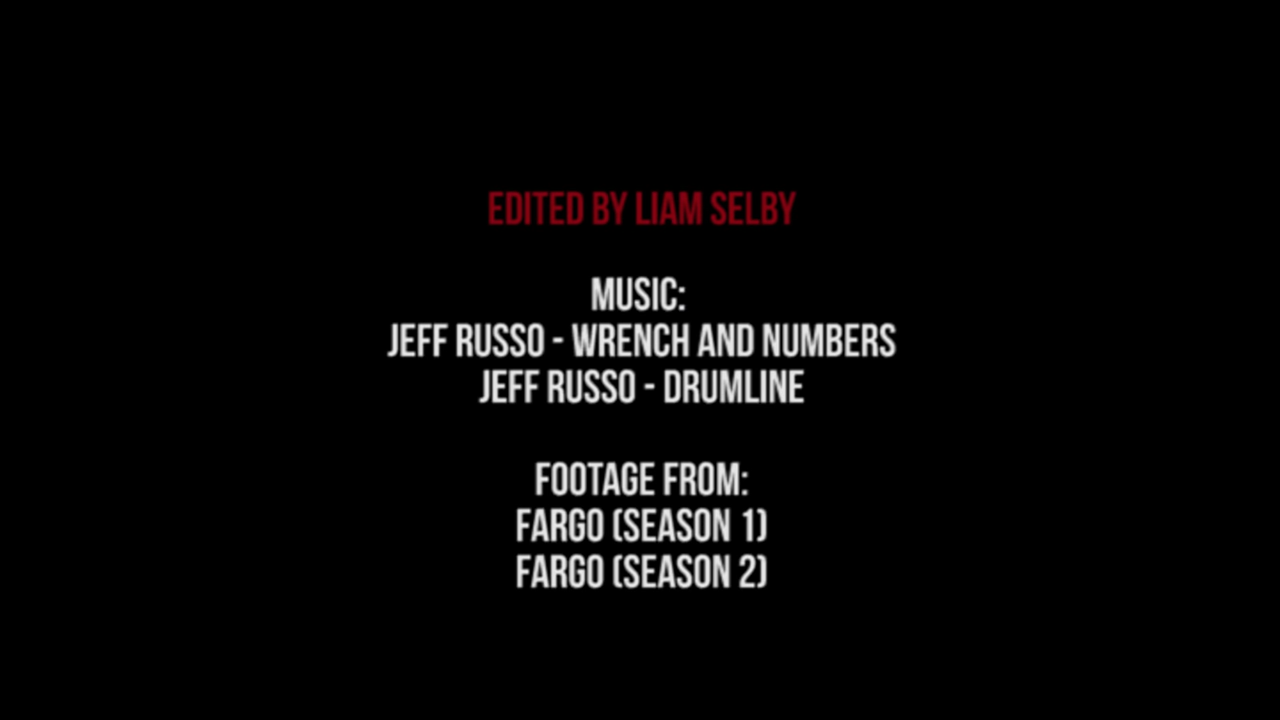 EDITED BY LIAM SELBY
MUSIC:
JEFF RUSSO - WRENCH AND NUMBERS
JEFF RUSSO - DRUMLINE
FOOTAGE FROM:
FARGO (SEASON 1)
FARGO (SEASON 2)